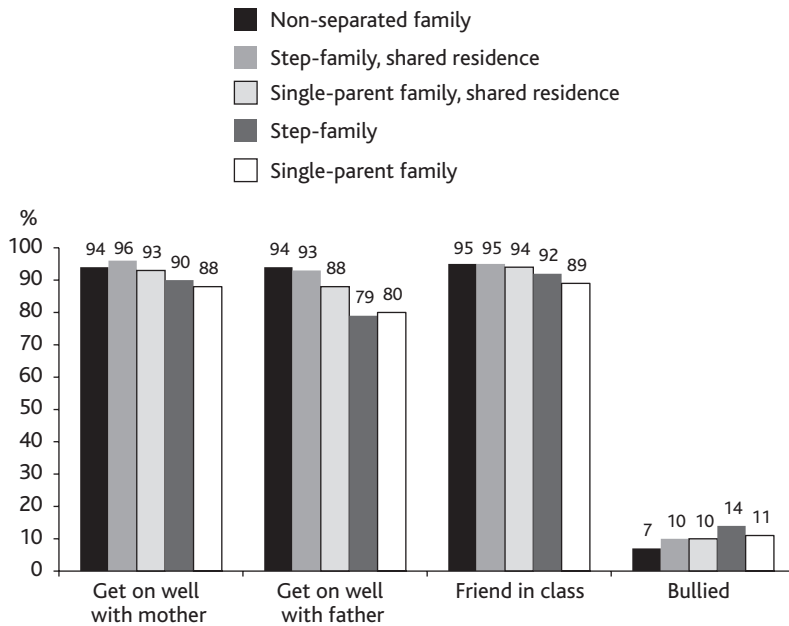 Non-separated family
Step-family, shared residence
Single-parent family, shared residence
Step-family
Single-parent family
%
100
90
80
70
60
50
40
30
20
10
0
94 96 93 90 88
94 93 88 79 80
95 95 94 92 89
7 10 10 14 11
Get on well
with mother
Get on well
with father
Friend in class
Bullied